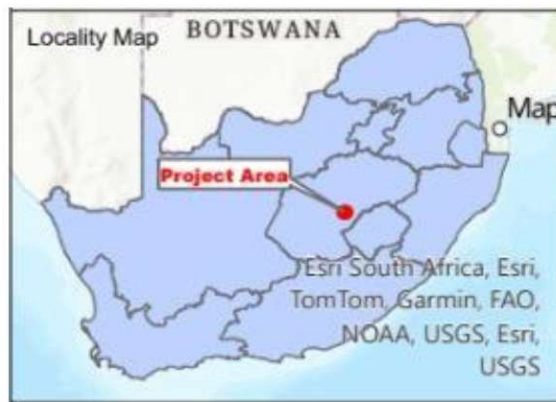 Locality Map
BOTSWANA
Map
Project Area
Esri South Africa, Esri,
TomTom, Garmin, FAO,
NOAA, USGS, Esri,
USGS